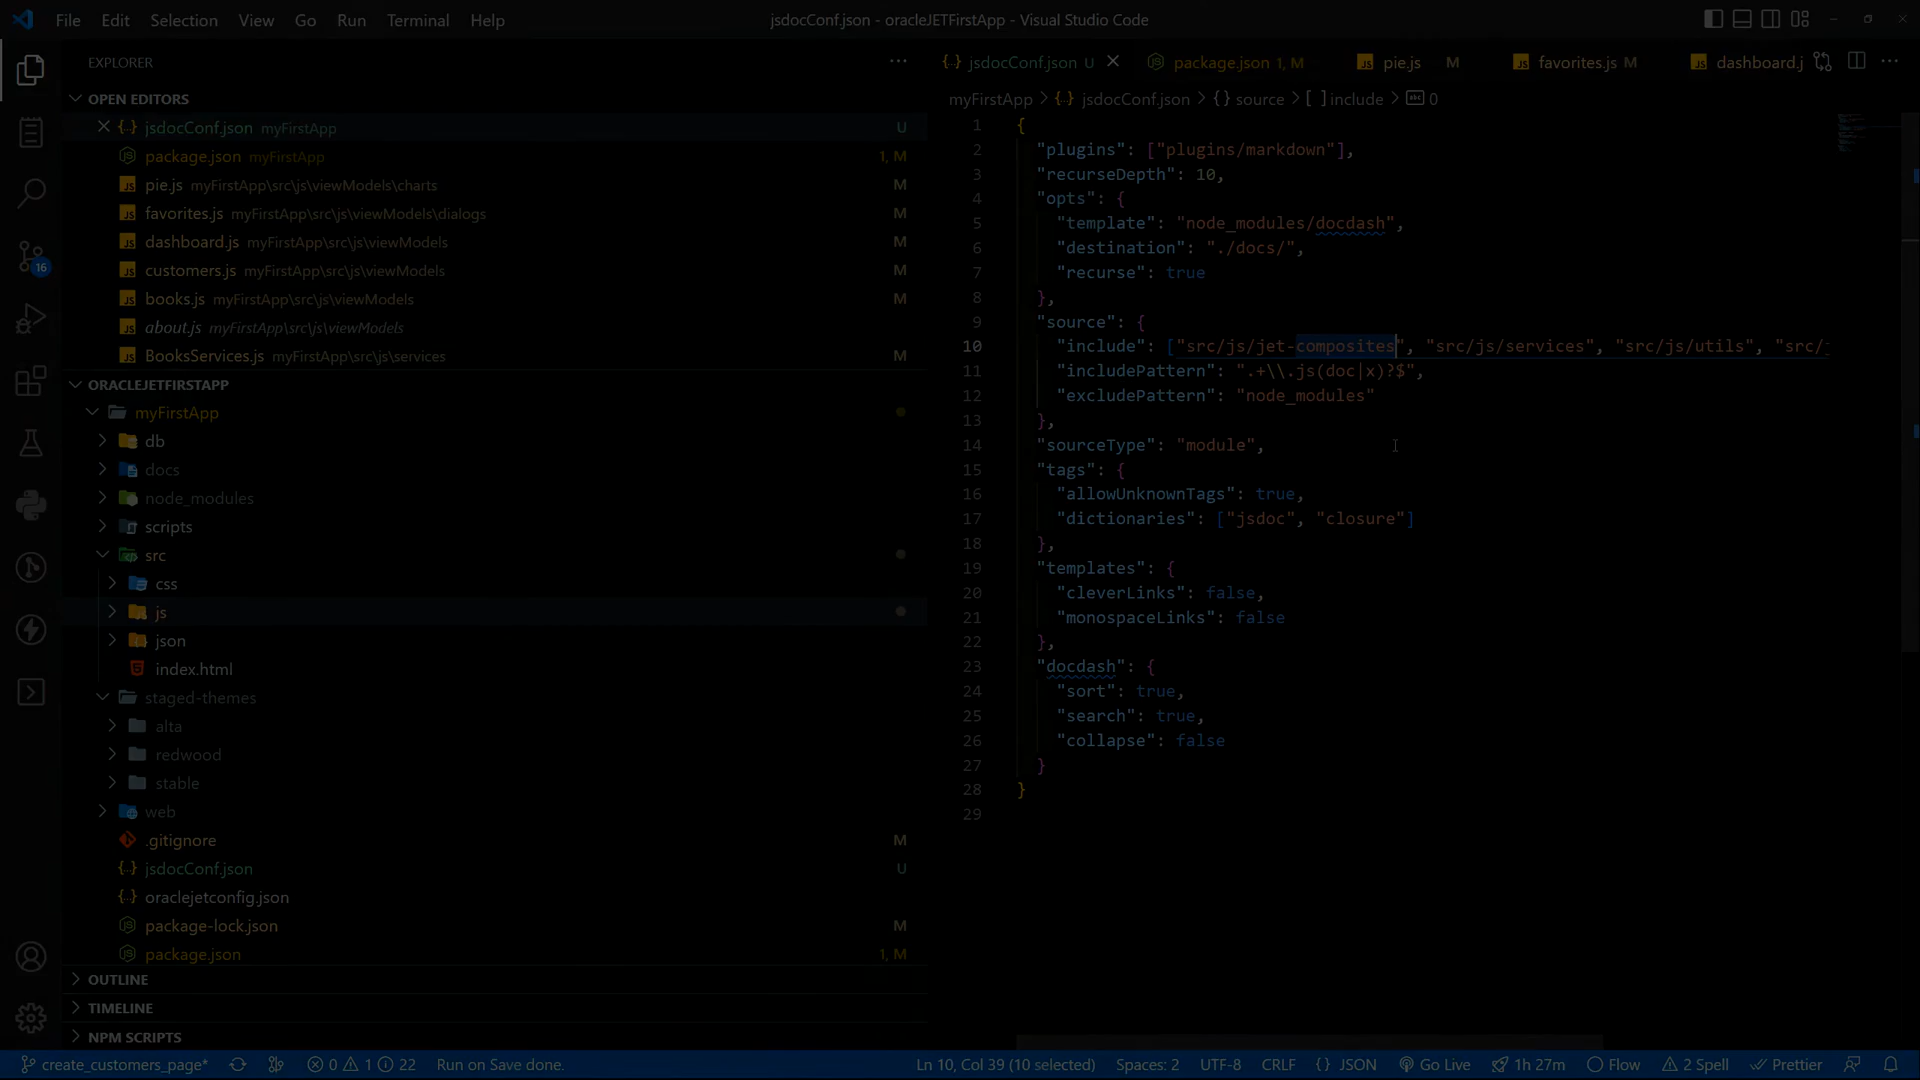 File Edit Selection View Go Run Terminal Help
jsdocConf.json - oracleJETFirstApp - Visual Studio Code
EXPLORER
OPEN EDITORS
jsdocConf.json myFirstApp U
package.json myFirstApp 1, M
pie.js myFirstApp\src\js\viewModels\charts M
favorites.js myFirstApp\src\js\viewModels\dialogs M
dashboard.js myFirstApp\src\js\viewModels M
customers.js myFirstApp\src\js\viewModels M
books.js myFirstApp\src\js\viewModels M
about.js myFirstApp\src\js\viewModels
BooksServices.js myFirstApp\src\js\services M
ORACLEJETFIRSTAPP
myFirstApp
db
docs
node_modules
scripts
src
css
js
json
index.html
staged-themes
alta
redwood
stable
web
.gitignore M
jsdocConf.json U
oraclejetconfig.json
package-lock.json M
package.json 1, M
OUTLINE
TIMELINE
NPM SCRIPTS
16
jsdocConf.json U package.json 1, M pie.js M favorites.js M dashboard.j
myFirstApp > {} jsdocConf.json > {} source > [ ] include > abc 0
1 {
2 "plugins": ["plugins/markdown"],
3 "recurseDepth": 10,
4 "opts": {
5 "template": "node_modules/docdash",
6 "destination": "./docs/",
7 "recurse": true
8 },
9 "source": {
10 "include": ["src/js/jet-composites", "src/js/services", "src/js/utils", "src/j
11 "includePattern": ".+\\.js(doc|x)?$",
12 "excludePattern": "node_modules"
13 },
14 "sourceType": "module",
15 "tags": {
16 "allowUnknownTags": true,
17 "dictionaries": ["jsdoc", "closure"]
18 },
19 "templates": {
20 "cleverLinks": false,
21 "monospaceLinks": false
22 },
23 "docdash": {
24 "sort": true,
25 "search": true,
26 "collapse": false
27 }
28 }
29
create_customers_page* 0 1 22 Run on Save done. Ln 10, Col 39 (10 selected) Spaces: 2 UTF-8 CRLF {} JSON Go Live 1h 27m Flow 2 Spell Prettier